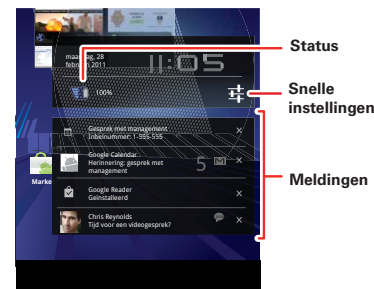 maandag, 28
februari 2011
11:05
Status
100%
Snelle
instellingen
Gesprek met management
Inbelnummer: 1-555-555
Google Calendar
Herinnering: gesprek met
management
5
Meldingen
Marke
Google Reader
Geïnstalleerd
Chris Reynolds
Tijd voor een videogesprek?